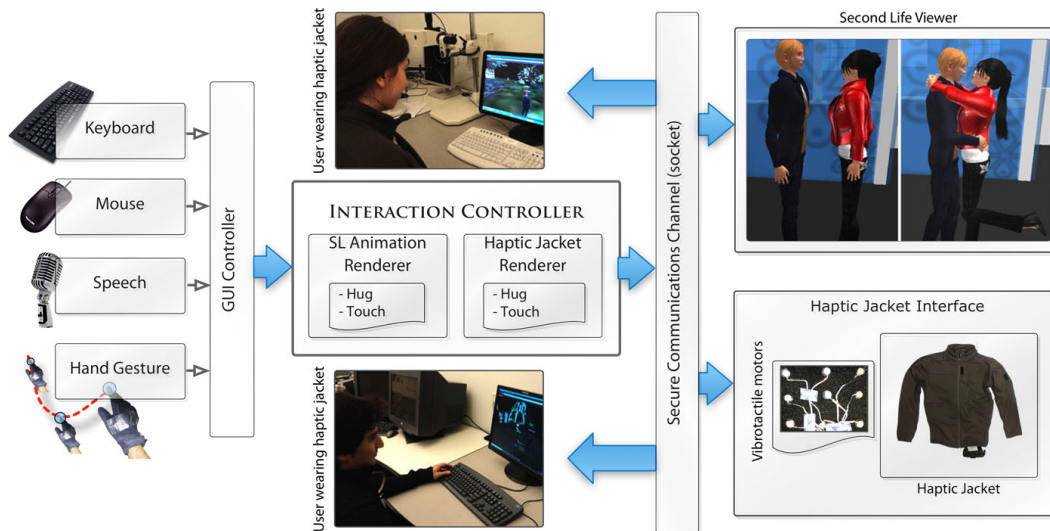 Keyboard
Mouse
Speech
Hand Gesture
GUI Controller
User wearing haptic jacket
INTERACTION CONTROLLER
SL Animation
Renderer
- Hug
- Touch
Haptic Jacket
Renderer
- Hug
- Touch
User wearing haptic jacket
Secure Communications Channel (socket)
Second Life Viewer
Haptic Jacket Interface
Vibrotactile motors
Haptic Jacket